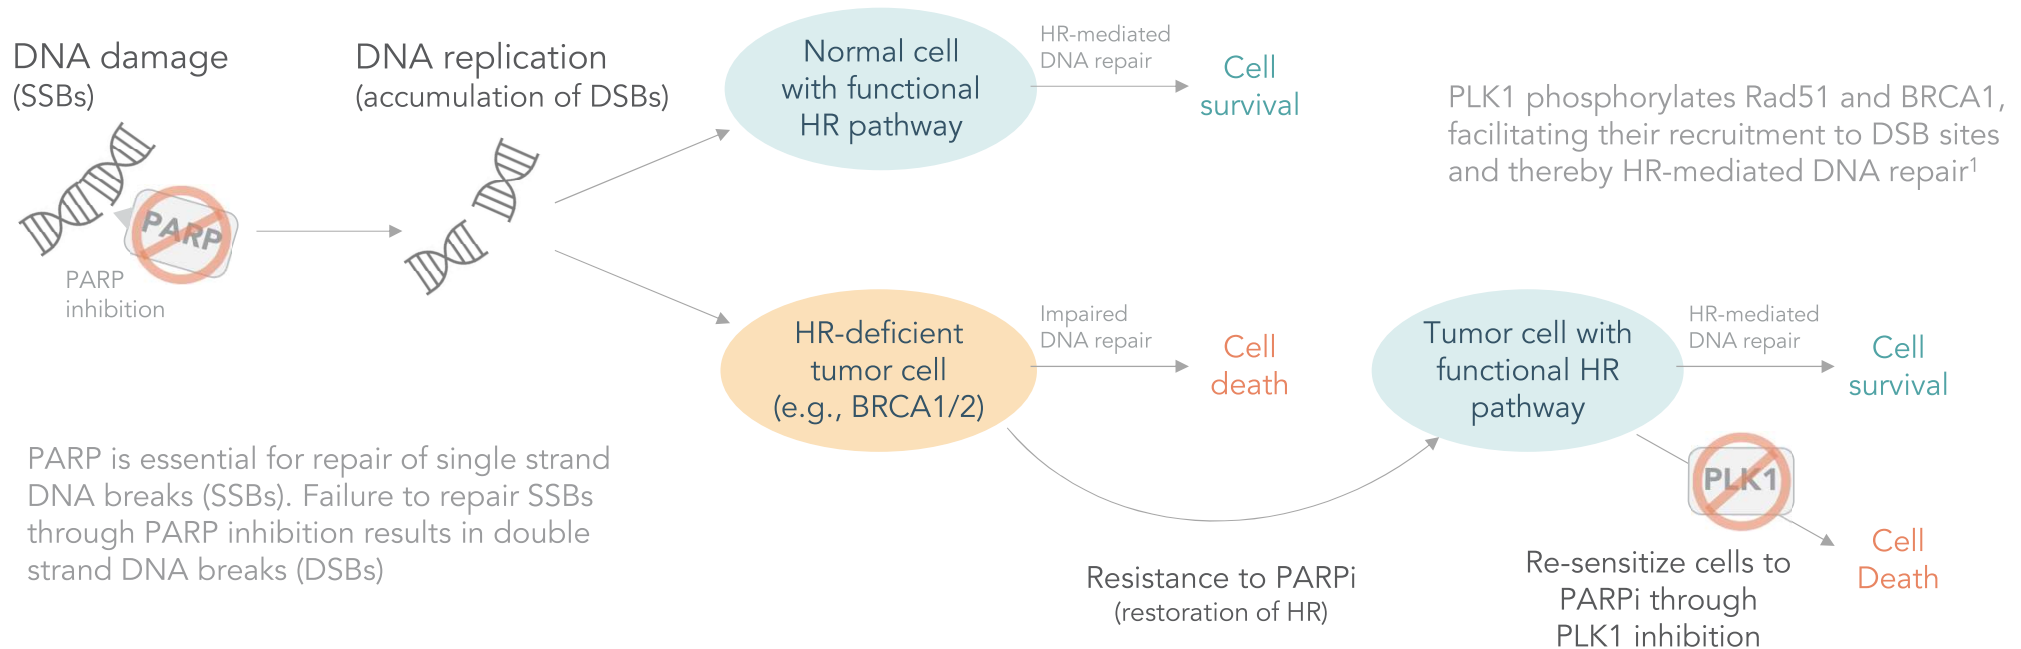 DNA damage
(SSBs)
PARP
PARP
inhibition
DNA replication
(accumulation of DSBs)
Normal cell
with functional
HR pathway
HR-mediated
DNA repair
Cell
survival
PLK1 phosphorylates Rad51 and BRCA1,
facilitating their recruitment to DSB sites
and thereby HR-mediated DNA repair¹
HR-deficient
tumor cell
(e.g., BRCA1/2)
Impaired
DNA repair
Cell
death
Tumor cell with
functional HR
pathway
HR-mediated
DNA repair
Cell
survival
PARP is essential for repair of single strand
DNA breaks (SSBs). Failure to repair SSBs
through PARP inhibition results in double
strand DNA breaks (DSBs)
Resistance to PARPi
(restoration of HR)
PLK1
Re-sensitize cells to
PARPi through
PLK1 inhibition
Cell
Death